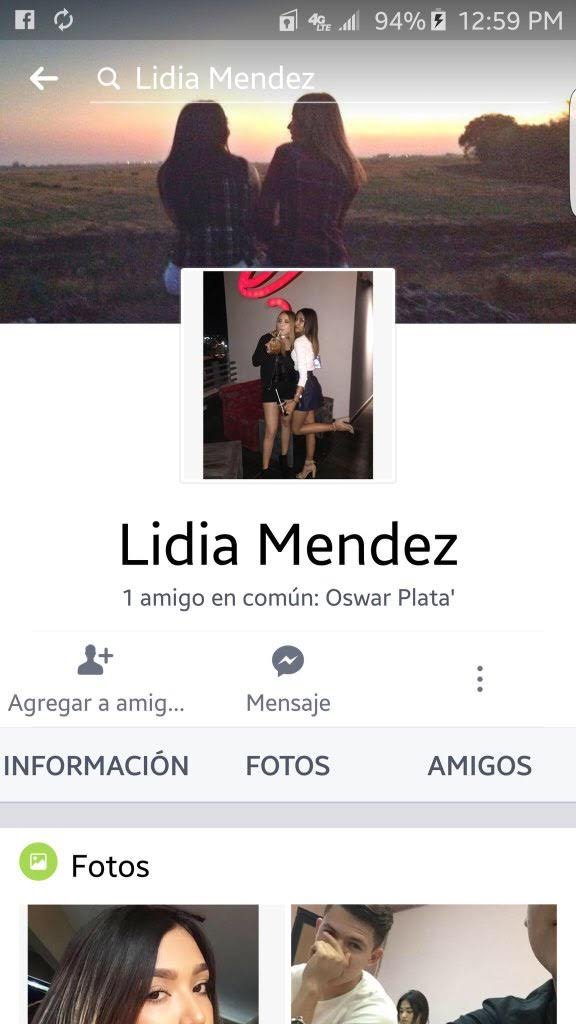 4G LTE 94% 12:59 PM
Lidia Mendez
Lidia Mendez
1 amigo en común: Oswar Plata'
Agregar a amig... Mensaje
INFORMACIÓN FOTOS AMIGOS
Fotos